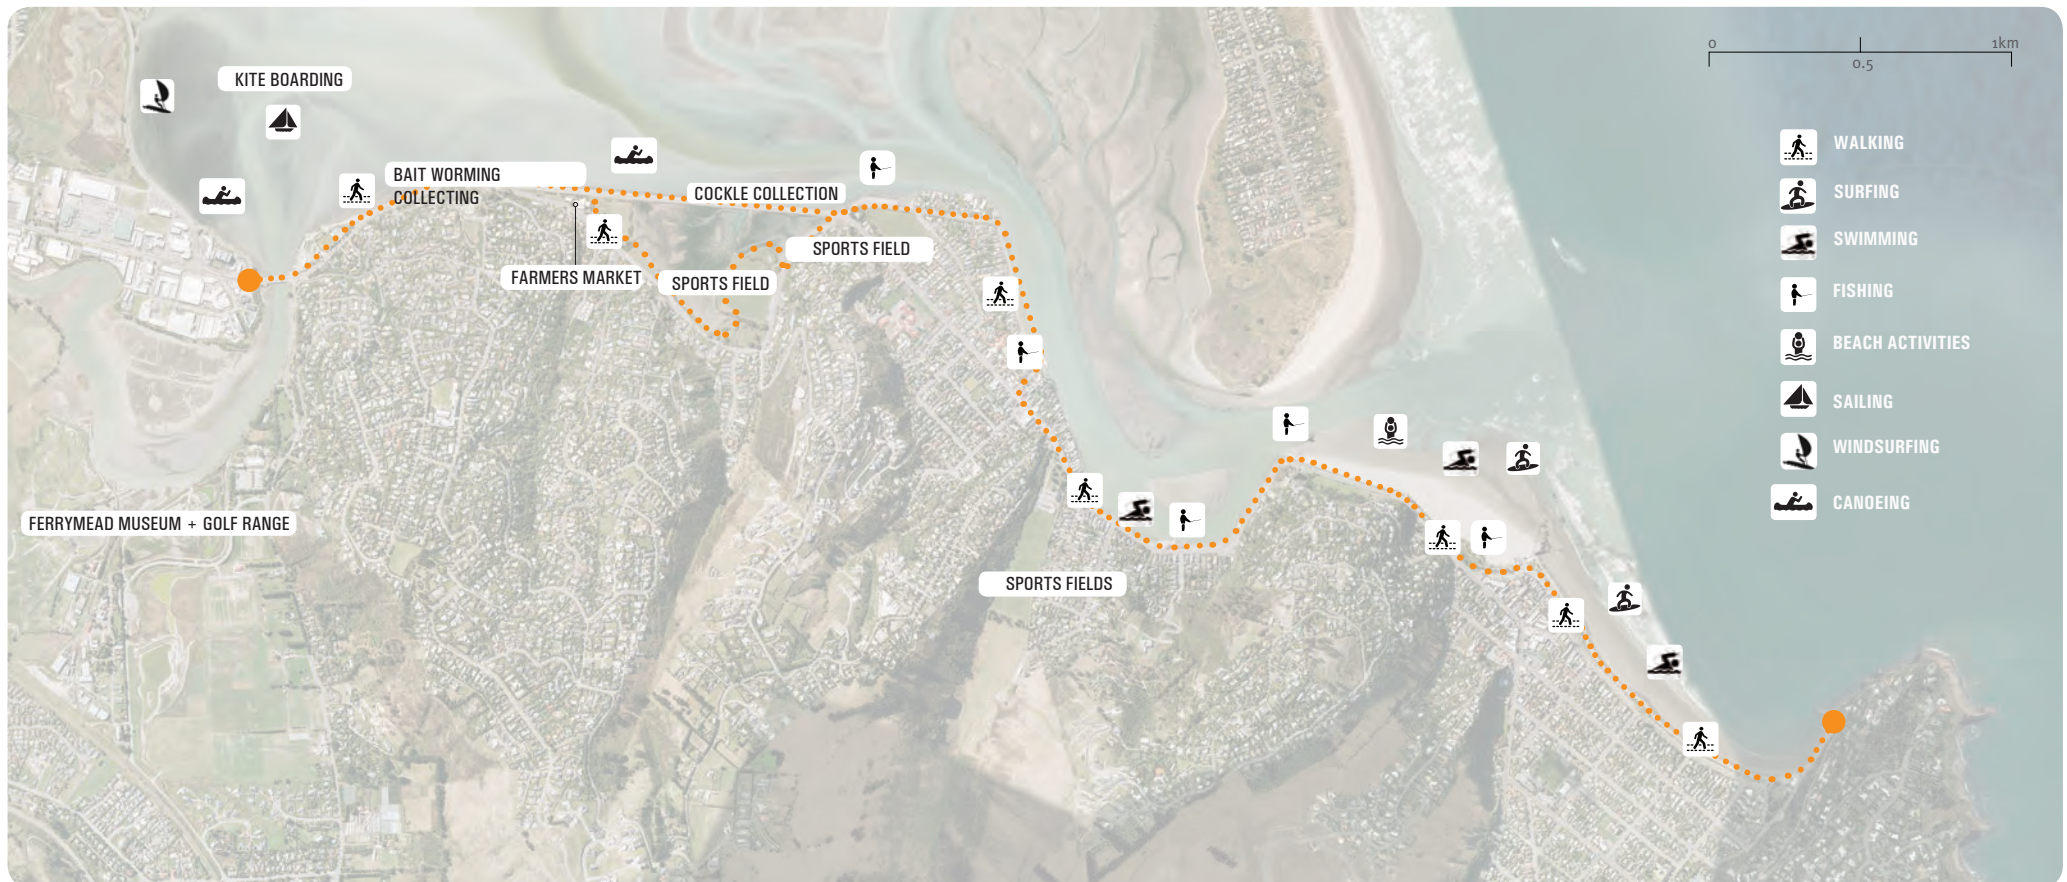 0
1km
0.5
KITE BOARDING
BAIT WORMING
COLLECTING
COCKLE COLLECTION
SPORTS FIELD
FARMERS MARKET
SPORTS FIELD
FERRYMEAD MUSEUM + GOLF RANGE
SPORTS FIELDS
WALKING
SURFING
SWIMMING
FISHING
BEACH ACTIVITIES
SAILING
WINDSURFING
CANOEING